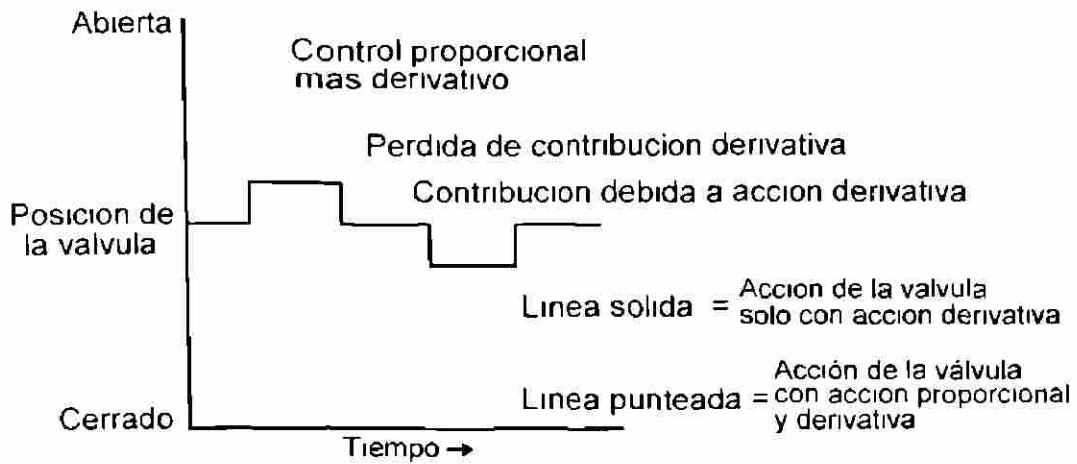 Abierta
Control proporcional
mas derivativo
Perdida de contribucion derivativa
Contribucion debida a accion derivativa
Posicion de
la valvula
Linea solida = Accion de la valvula
solo con accion derivativa
Linea punteada = Acción de la válvula
con accion proporcional
y derivativa
Cerrado
Tiempo →